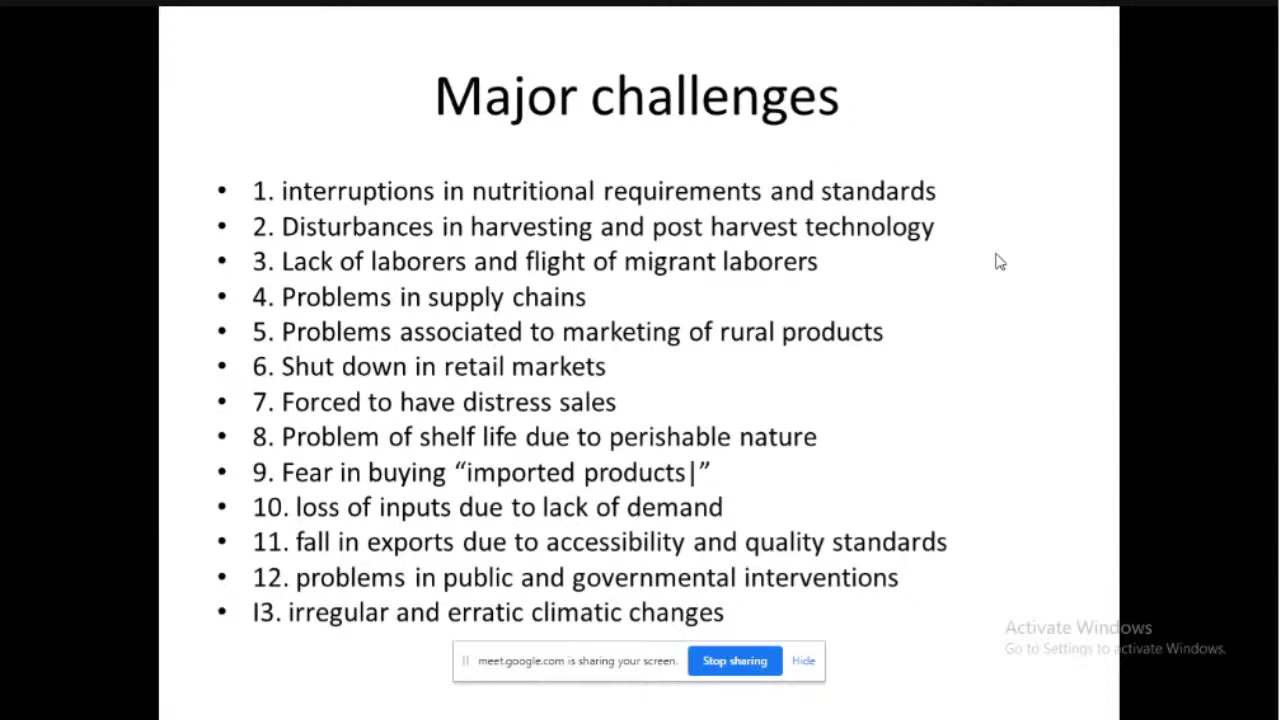 Major challenges
• 1. interruptions in nutritional requirements and standards
• 2. Disturbances in harvesting and post harvest technology
• 3. Lack of laborers and flight of migrant laborers
• 4. Problems in supply chains
• 5. Problems associated to marketing of rural products
• 6. Shut down in retail markets
• 7. Forced to have distress sales
• 8. Problem of shelf life due to perishable nature
• 9. Fear in buying “imported products|”
• 10. loss of inputs due to lack of demand
• 11. fall in exports due to accessibility and quality standards
• 12. problems in public and governmental interventions
• I3. irregular and erratic climatic changes
Activate Windows
Go to Settings to activate Windows.
meet.google.com is sharing your screen. Stop sharing Hide